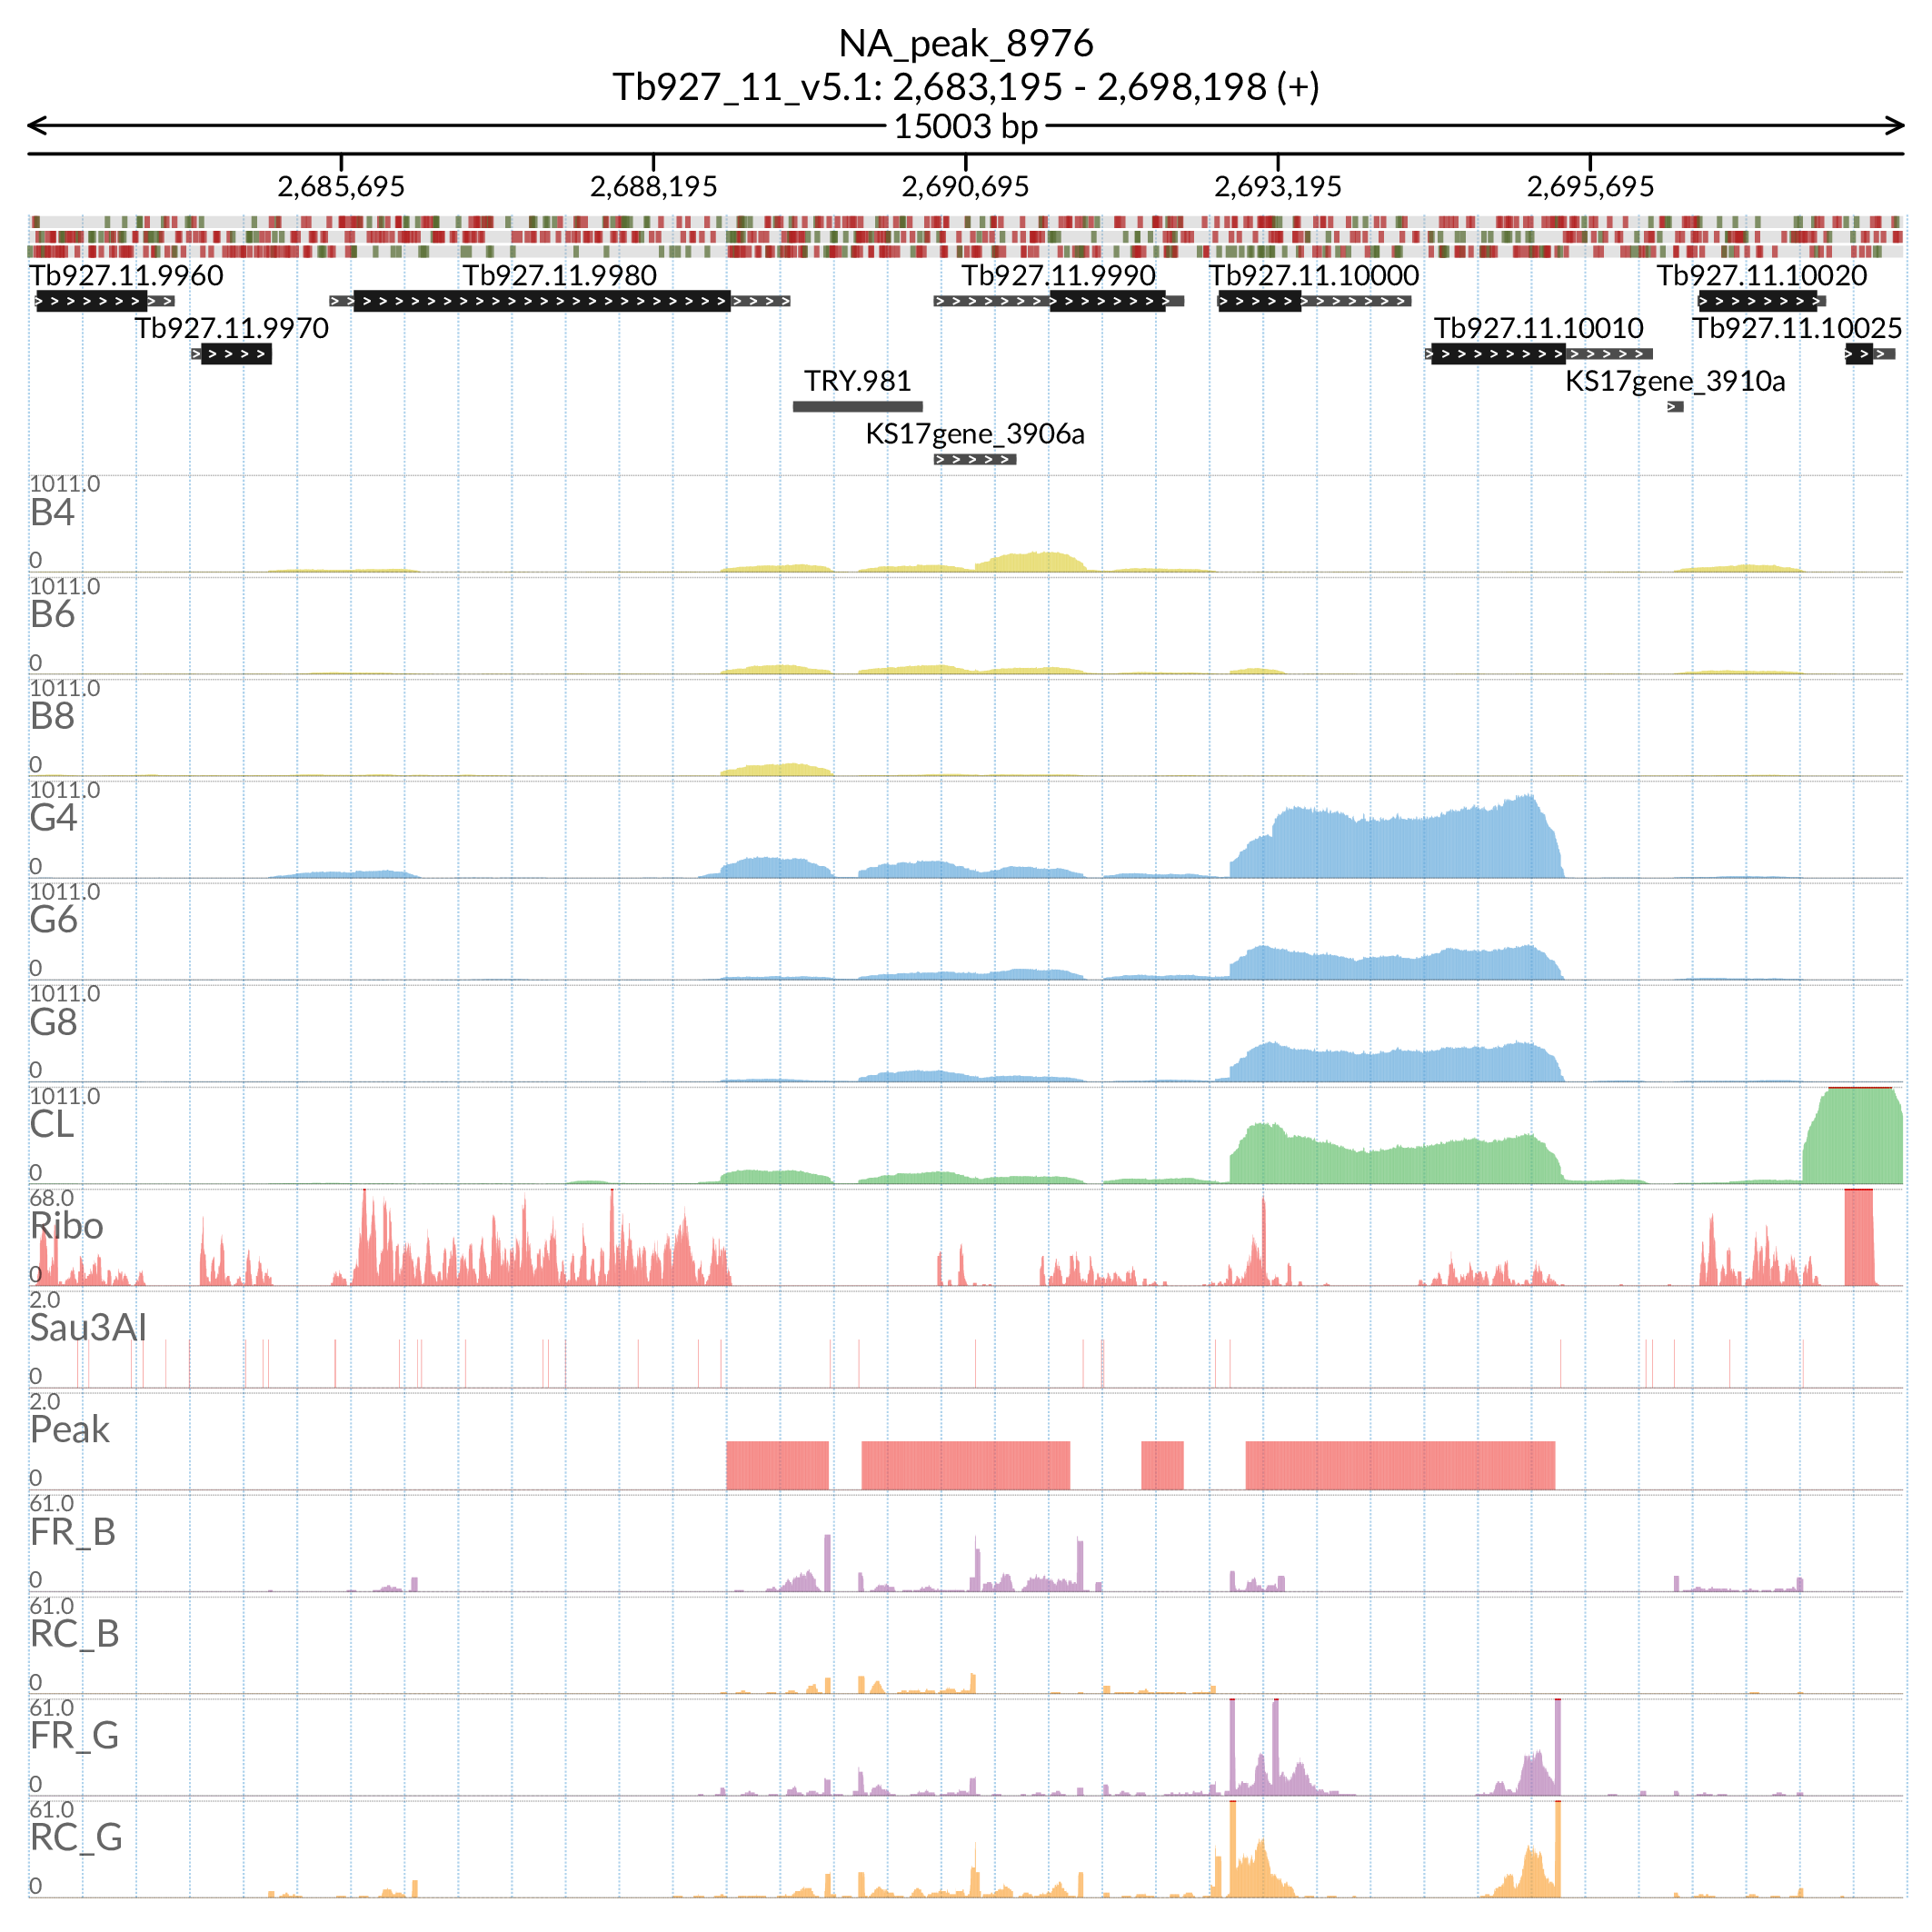 NA_peak_8976
Tb927_11_v5.1: 2,683,195 - 2,698,198 (+)
15003 bp
2,685,695 2,688,195 2,690,695 2,693,195 2,695,695
Tb927.11.9960 Tb927.11.9980 Tb927.11.9990 Tb927.11.10000 Tb927.11.10020
Tb927.11.9970 Tb927.11.10010 Tb927.11.10025
TRY.981 KS17gene_3910a
KS17gene_3906a
1011.0
B4
0
1011.0
B6
0
1011.0
B8
0
1011.0
G4
0
1011.0
G6
0
1011.0
G8
0
1011.0
CL
0
68.0
Ribo
0
2.0
Sau3AI
0
2.0
Peak
0
61.0
FR_B
0
61.0
RC_B
0
61.0
FR_G
0
61.0
RC_G
0